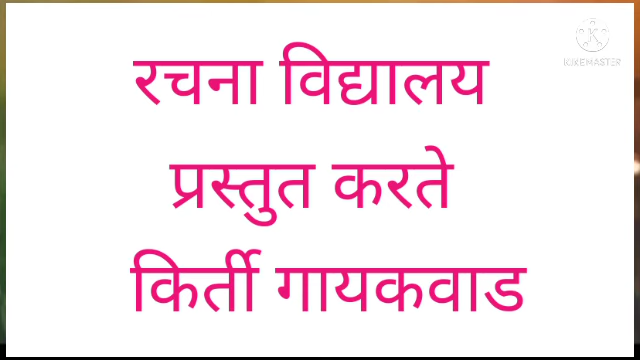 KINEMASTER
रचना विद्यालय
प्रस्तुत करते
किर्ती गायकवाड